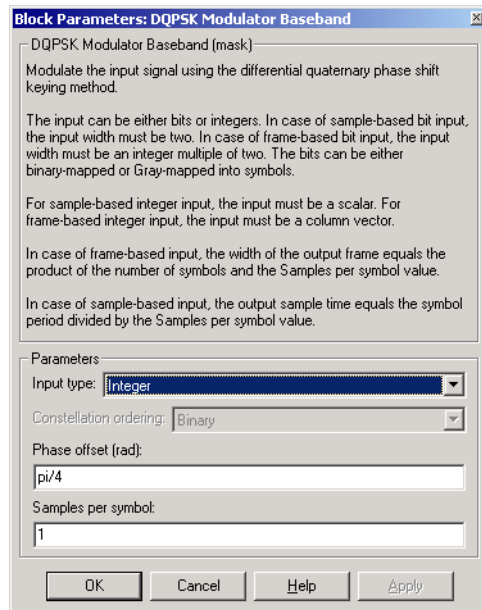 Block Parameters: DQPSK Modulator Baseband
DQPSK Modulator Baseband (mask)
Modulate the input signal using the differential quaternary phase shift
keying method.
The input can be either bits or integers. In case of sample-based bit input,
the input width must be two. In case of frame-based bit input, the input
width must be an integer multiple of two. The bits can be either
binary-mapped or Gray-mapped into symbols.
For sample-based integer input, the input must be a scalar. For
frame-based integer input, the input must be a column vector.
In case of frame-based input, the width of the output frame equals the
product of the number of symbols and the Samples per symbol value.
In case of sample-based input, the output sample time equals the symbol
period divided by the Samples per symbol value.
Parameters
Input type: Integer
Constellation ordering: Binary
Phase offset (rad):
pi/4
Samples per symbol:
1
OK Cancel Help Apply